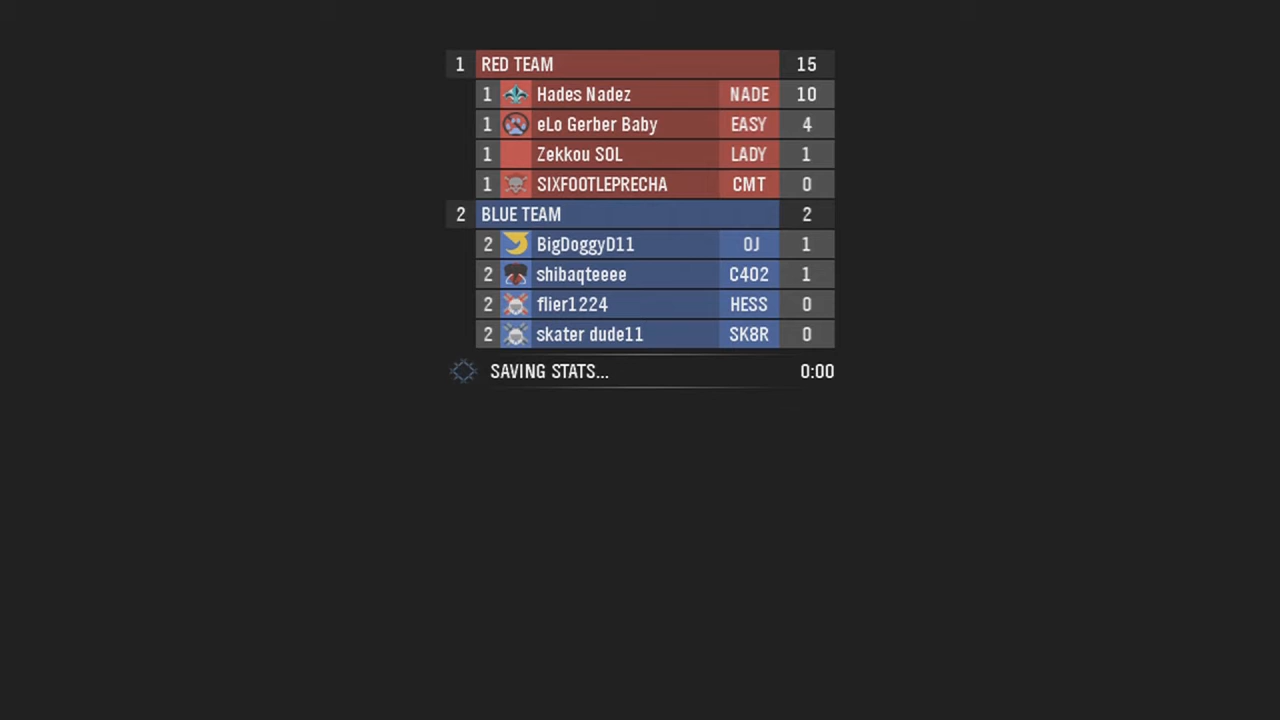 1 RED TEAM 15
1 Hades Nadez NADE 10
1 eLo Gerber Baby EASY 4
1 Zekkou SOL LADY 1
1 SIXFOOTLEPRECHA CMT 0
2 BLUE TEAM 2
2 BigDoggyD11 OJ 1
2 shibaqteeee C402 1
2 flier1224 HESS 0
2 skater dude11 SK8R 0
SAVING STATS... 0:00